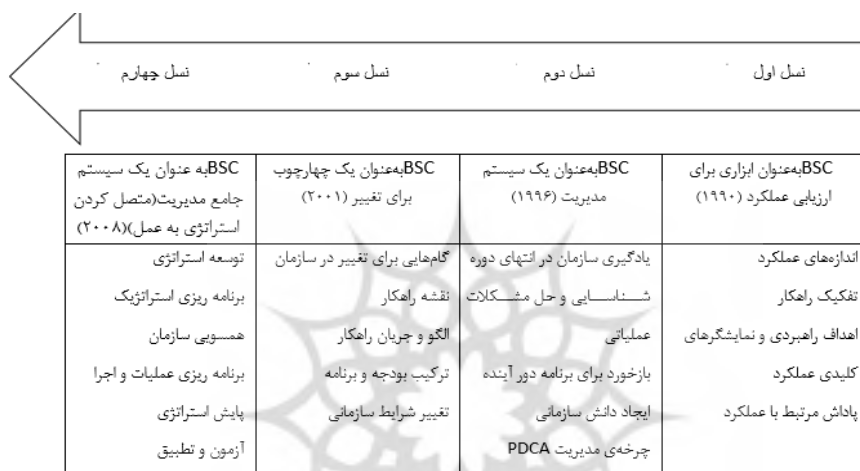 نسل اول
نسل دوم
نسل سوم
نسل چهارم
BSCبه‌عنوان ابزاری برای
ارزیابی عملکرد (۱۹۹۰)
BSCبه‌عنوان یک سیستم
مدیریت (۱۹۹۶)
BSCبه‌عنوان یک چهارچوب
برای تغییر (۲۰۰۱)
BSCبه عنوان یک سیستم
جامع مدیریت(متصل کردن
استراتژی به عمل)(۲۰۰۸)
اندازه‌های عملکرد
تفکیک راهکار
اهداف راهبردی و نمایشگرهای
کلیدی عملکرد
پاداش مرتبط با عملکرد
یادگیری سازمان در انتهای دوره
شناسایی و حل مشکلات
عملیاتی
بازخورد برای برنامه دور آینده
ایجاد دانش سازمانی
چرخه‌ی مدیریت PDCA
گام‌هایی برای تغییر در سازمان
نقشه راهکار
الگو و جریان راهکار
ترکیب بودجه و برنامه
تغییر شرایط سازمانی
توسعه استراتژی
برنامه ریزی استراتژیک
همسویی سازمان
برنامه ریزی عملیات و اجرا
پایش استراتژی
آزمون و تطبیق